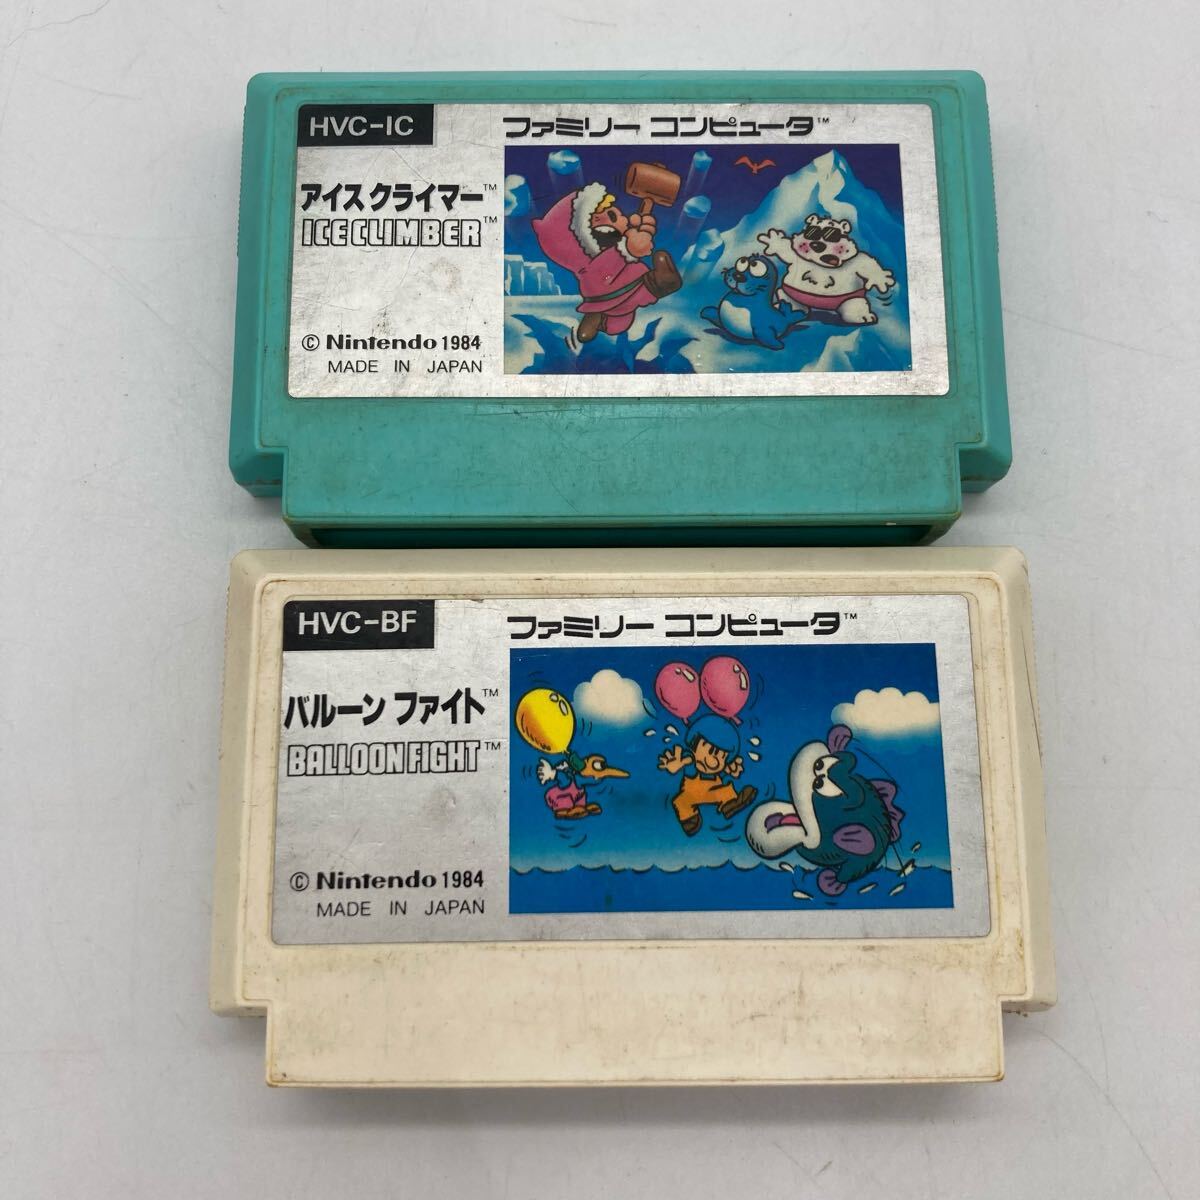 HVC-IC
ファミリー コンピュータ™
アイスクライマー™
ICE CLIMBER™
© Nintendo 1984
MADE IN JAPAN
HVC-BF
ファミリー コンピュータ™
バルーン ファイト™
BALLOON FIGHT™
© Nintendo 1984
MADE IN JAPAN